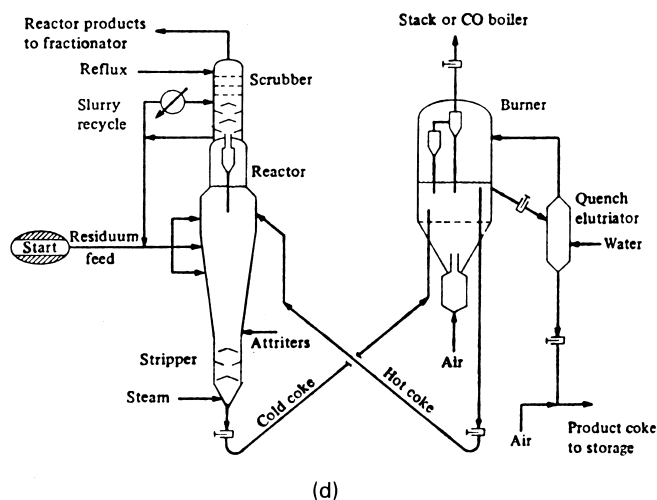 Reactor products
to fractionator
Stack or CO boiler
Reflux
Scrubber
Burner
Slurry
recycle
Reactor
Quench
elutriator
Start
Residuum
feed
Water
Attriters
Stripper
Air
Steam
Cold coke
Hot coke
Air
Product coke
to storage
(d)